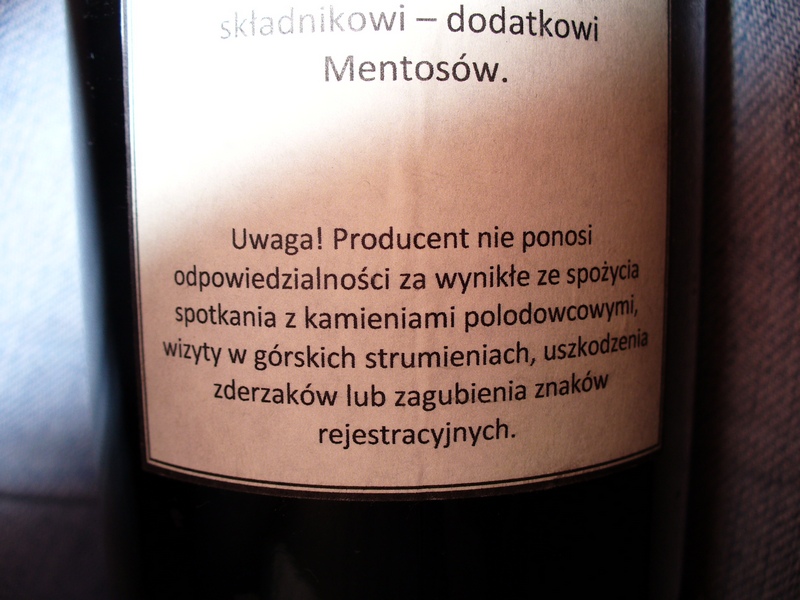 składnikowi – dodatkowi
Mentosów.
Uwaga! Producent nie ponosi
odpowiedzialności za wynikłe ze spożycia
spotkania z kamieniami polodowcowymi,
wizyty w górskich strumieniach, uszkodzenia
zderzaków lub zagubienia znaków
rejestracyjnych.